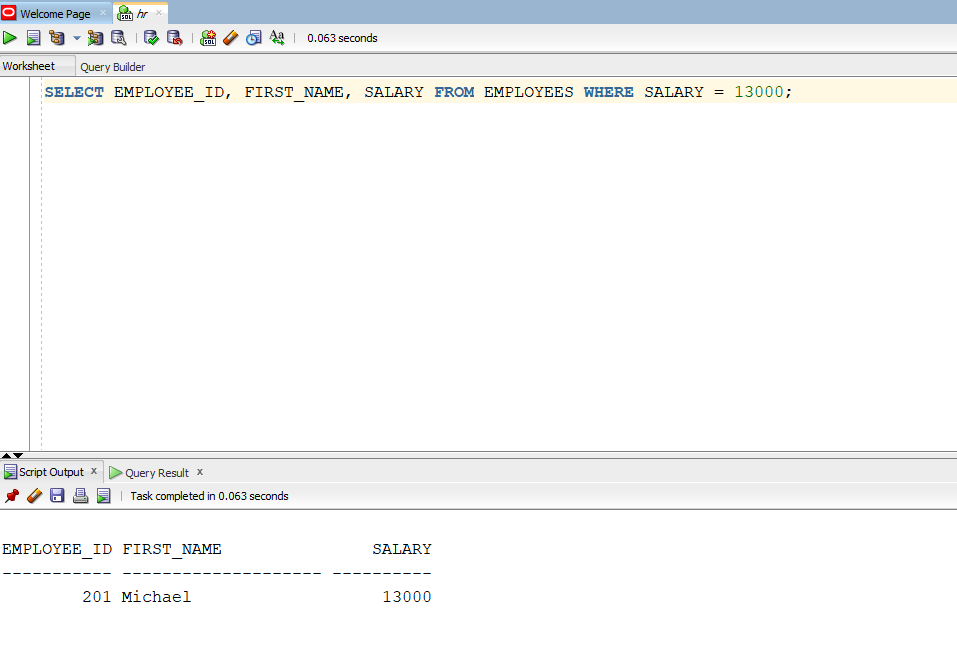 Welcome Page hr
0.063 seconds
Worksheet Query Builder
SELECT EMPLOYEE_ID, FIRST_NAME, SALARY FROM EMPLOYEES WHERE SALARY = 13000;
Script Output x Query Result x
Task completed in 0.063 seconds
EMPLOYEE_ID FIRST_NAME SALARY
----------- -------------------- ----------
201 Michael 13000